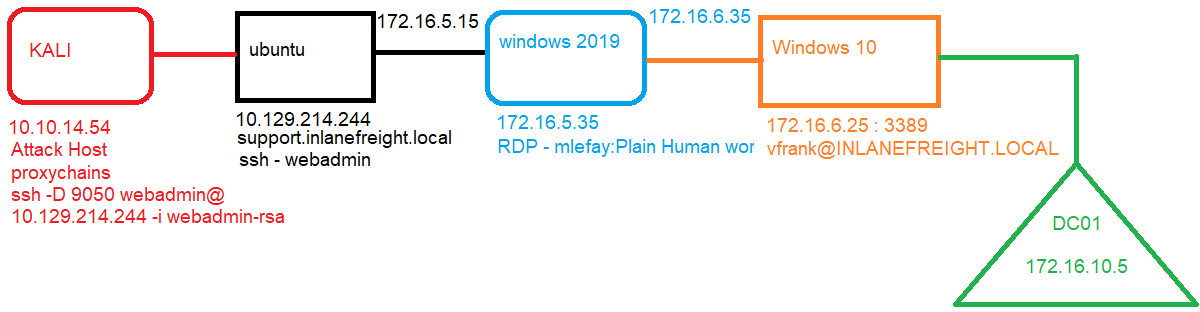 KALI
10.10.14.54
Attack Host
proxychains
ssh -D 9050 webadmin@
10.129.214.244 -i webadmin-rsa
ubuntu
172.16.5.15
10.129.214.244
support.inlanefreight.local
ssh - webadmin
windows 2019
172.16.6.35
172.16.5.35
RDP - mlefay:Plain Human wor
Windows 10
172.16.6.25 : 3389
vfrank@INLANEFREIGHT.LOCAL
DC01
172.16.10.5